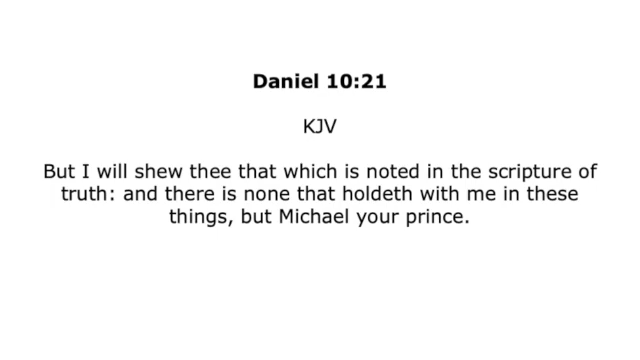 Daniel 10:21
KJV
But I will shew thee that which is noted in the scripture of
truth: and there is none that holdeth with me in these
things, but Michael your prince.